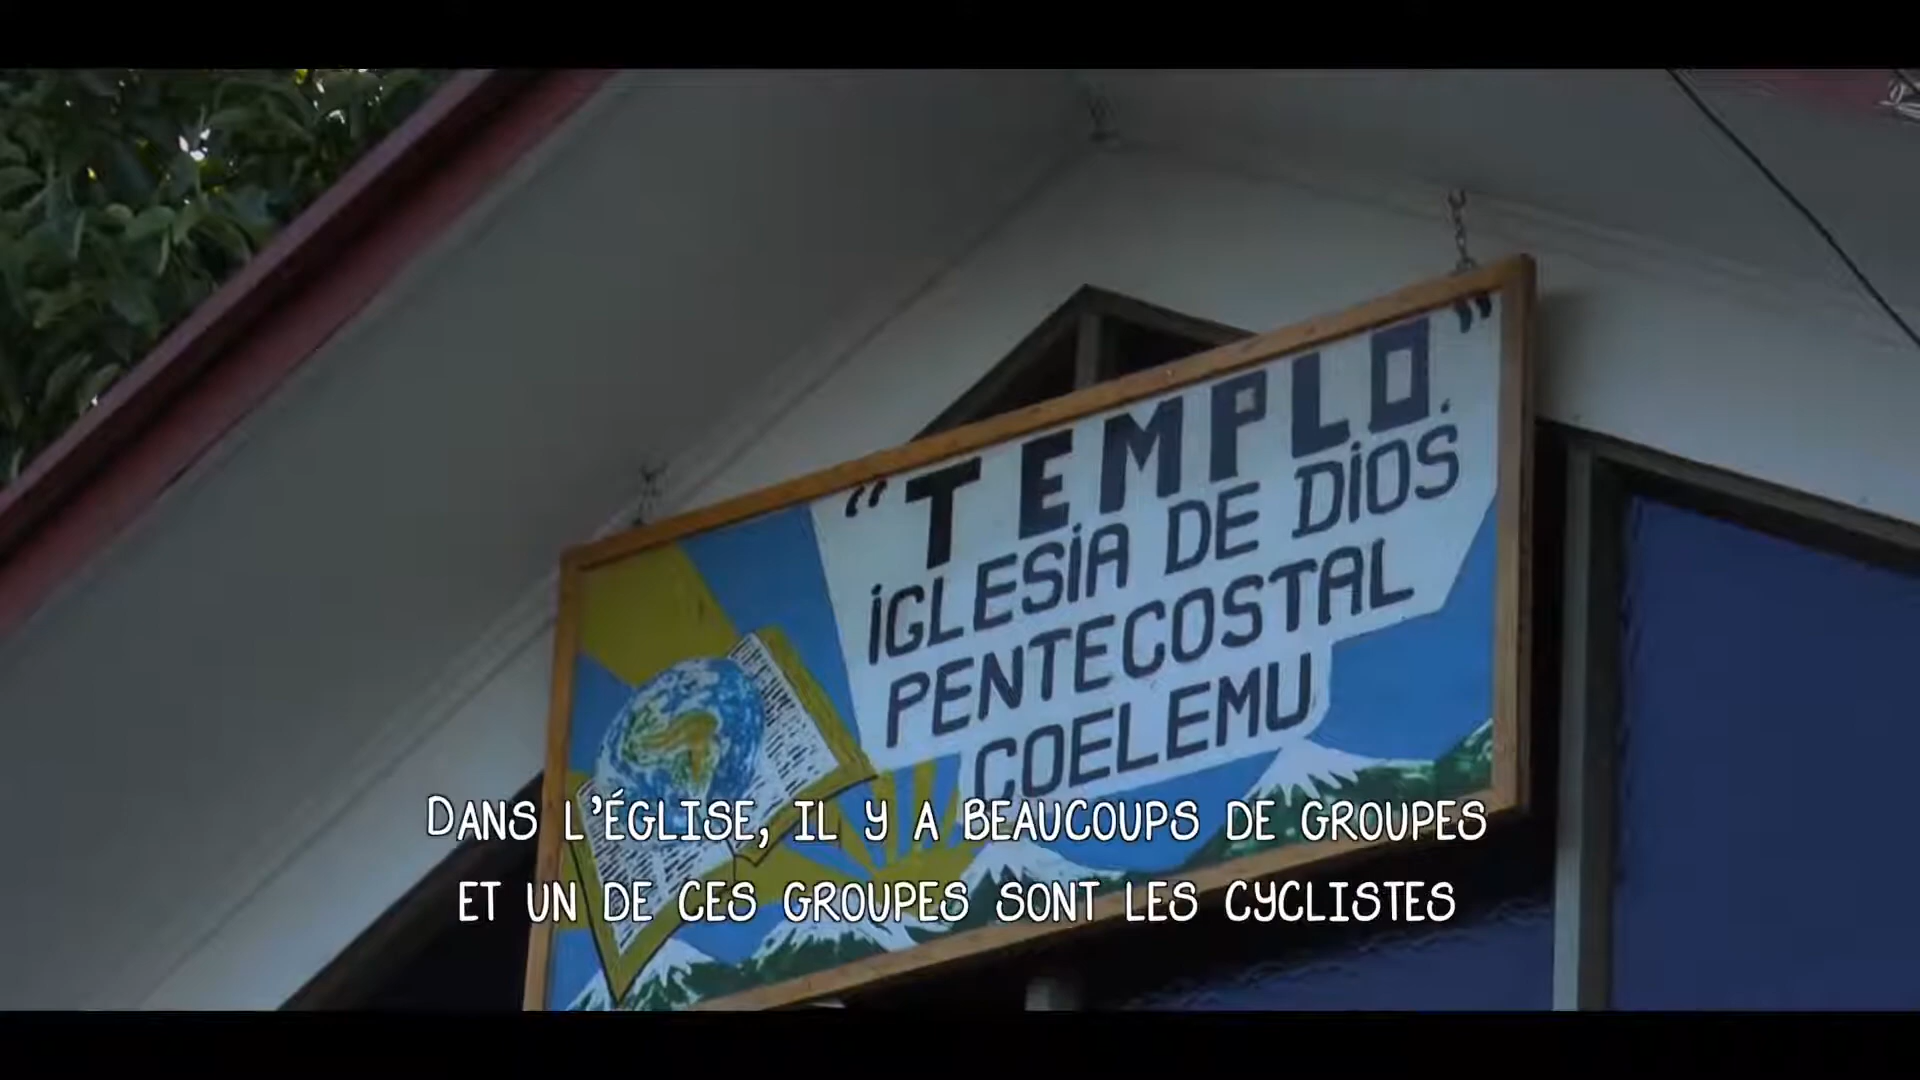 "TEMPLO"
iGLESiA DE DiOS
PENTECOSTAL
COELEMU
DANS L'ÉGLISE, IL Y A BEAUCOUPS DE GROUPES
ET UN DE CES GROUPES SONT LES CYCLISTES